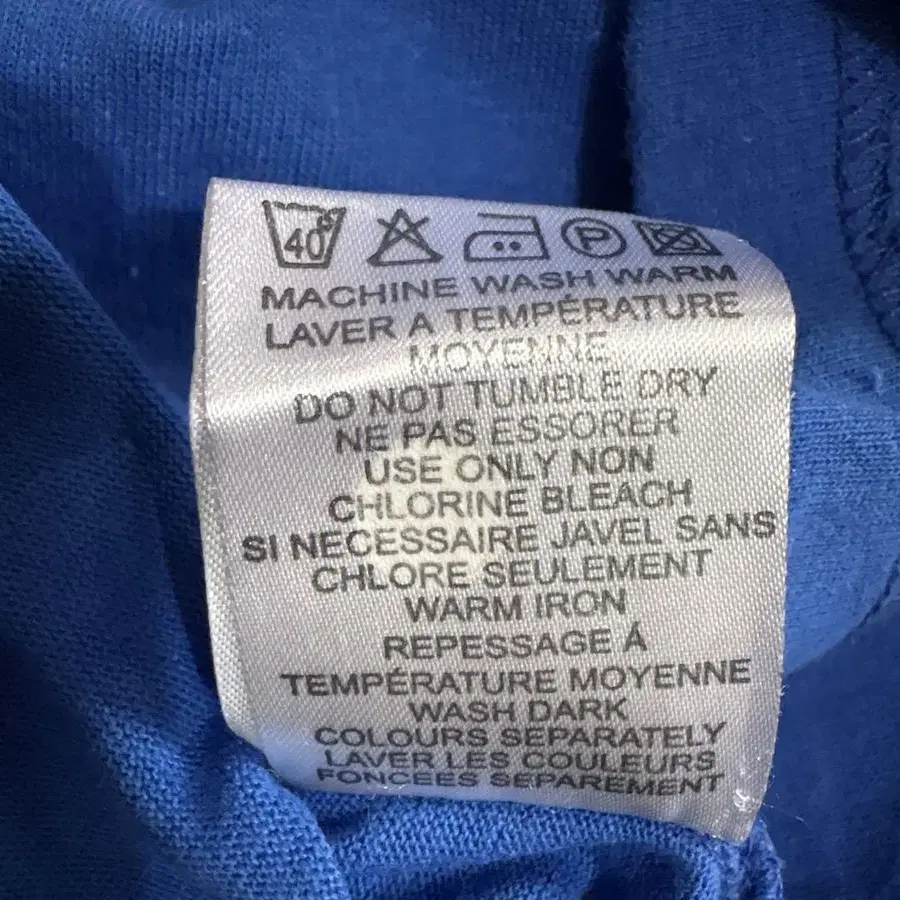 40°
P
MACHINE WASH WARM
LAVER A TEMPÉRATURE
MOYENNE
DO NOT TUMBLE DRY
NE PAS ESSORER
USE ONLY NON
CHLORINE BLEACH
SI NECESSAIRE JAVEL SANS
CHLORE SEULEMENT
WARM IRON
REPESSAGE Á
TEMPÉRATURE MOYENNE
WASH DARK
COLOURS SEPARATELY
LAVER LES COULEURS
FONCEES SEPAREMENT